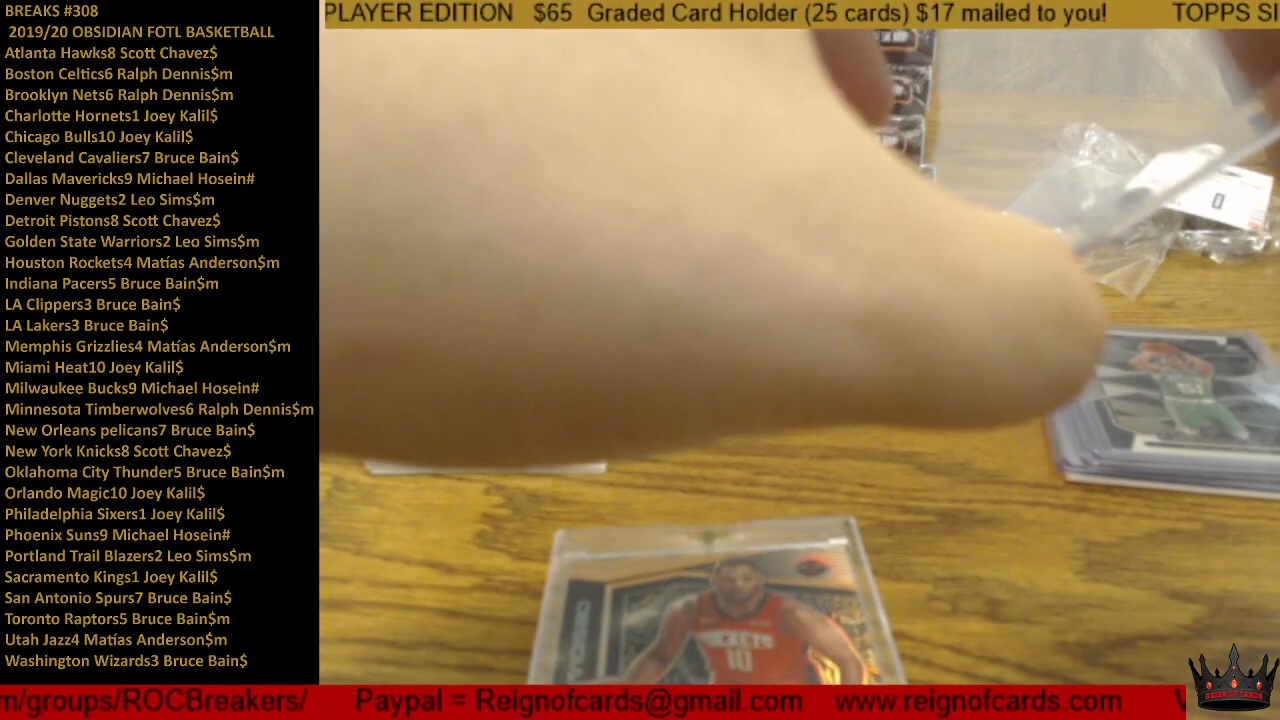 BREAKS #308
2019/20 OBSIDIAN FOTL BASKETBALL
Atlanta Hawks8 Scott Chavez$
Boston Celtics6 Ralph Dennis$m
Brooklyn Nets6 Ralph Dennis$m
Charlotte Hornets1 Joey Kalil$
Chicago Bulls10 Joey Kalil$
Cleveland Cavaliers7 Bruce Bain$
Dallas Mavericks9 Michael Hosein#
Denver Nuggets2 Leo Sims$m
Detroit Pistons8 Scott Chavez$
Golden State Warriors2 Leo Sims$m
Houston Rockets4 Matías Anderson$m
Indiana Pacers5 Bruce Bain$m
LA Clippers3 Bruce Bain$
LA Lakers3 Bruce Bain$
Memphis Grizzlies4 Matías Anderson$m
Miami Heat10 Joey Kalil$
Milwaukee Bucks9 Michael Hosein#
Minnesota Timberwolves6 Ralph Dennis$m
New Orleans pelicans7 Bruce Bain$
New York Knicks8 Scott Chavez$
Oklahoma City Thunder5 Bruce Bain$m
Orlando Magic10 Joey Kalil$
Philadelphia Sixers1 Joey Kalil$
Phoenix Suns9 Michael Hosein#
Portland Trail Blazers2 Leo Sims$m
Sacramento Kings1 Joey Kalil$
San Antonio Spurs7 Bruce Bain$
Toronto Raptors5 Bruce Bain$m
Utah Jazz4 Matías Anderson$m
Washington Wizards3 Bruce Bain$
PLAYER EDITION $65 Graded Card Holder (25 cards) $17 mailed to you! TOPPS SI
0
ROCKETS
10
m/groups/ROCBreakers/ Paypal = Reignofcards@gmail.com www.reignofcards.com V
REIGN OF CARDS